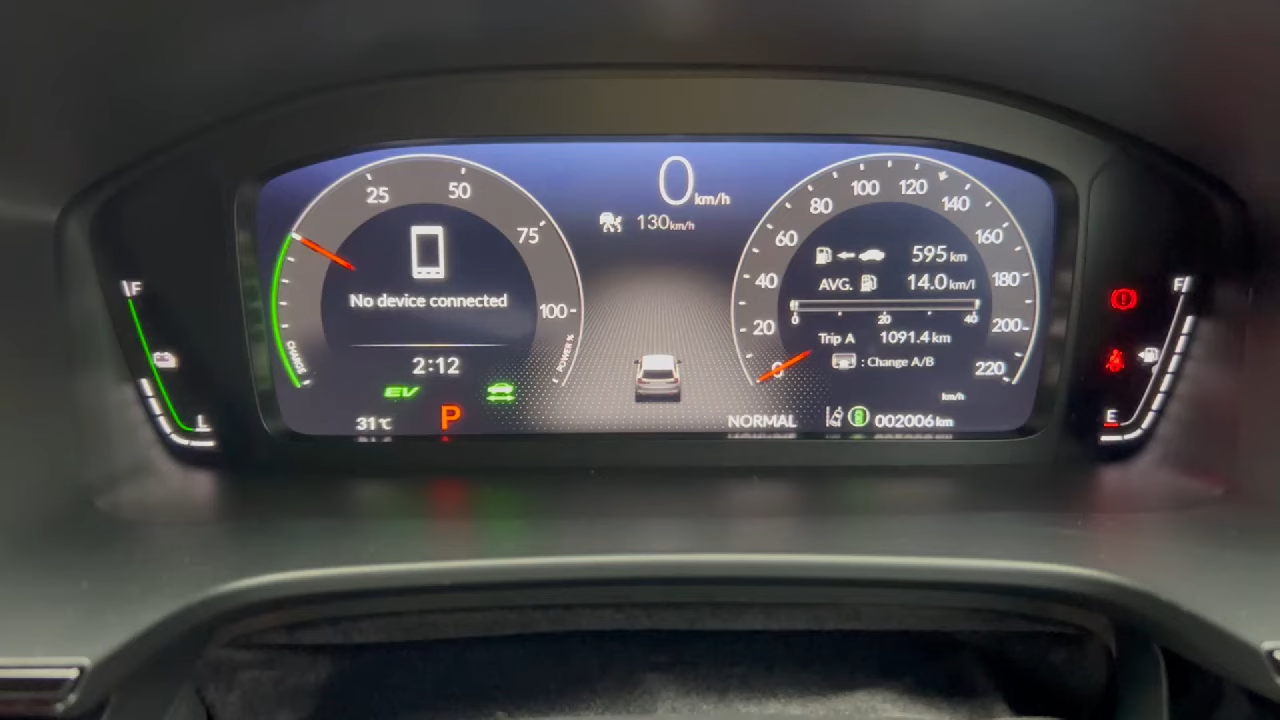 0 km/h
130km/h
25
50
75
100
CHARGE
POWER %
No device connected
2:12
EV
31°C
P
20
40
60
80
100
120
140
160
180
200
220
0
595 km
AVG. 14.0 km/l
0 20 40
Trip A 1091.4 km
: Change A/B
km/h
NORMAL
002006 km
F
L
F
E